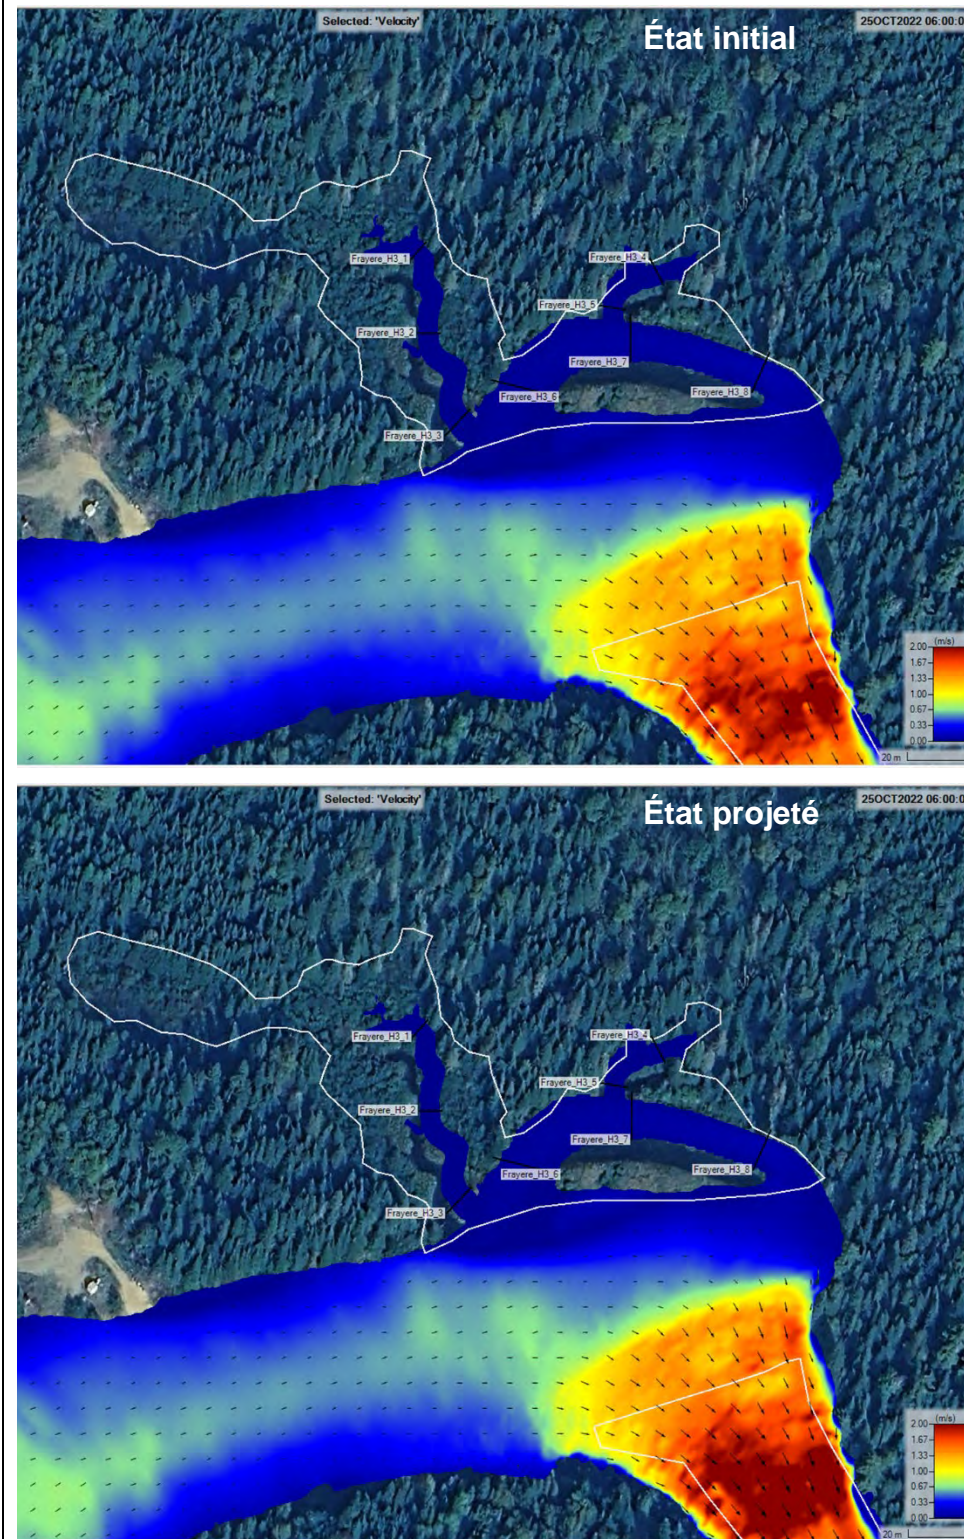 Selected: 'Velocity'
25OCT2022 06:00:0
État initial
Frayere_H3_1
Frayere_H3_4
Frayere_H3_5
Frayere_H3_2
Frayere_H3_7
Frayere_H3_8
Frayere_H3_6
Frayere_H3_3
(m/s)
2.00
1.67
1.33
1.00
0.67
0.33
0.00
20 m
Selected: 'Velocity'
25OCT2022 06:00:0
État projeté
Frayere_H3_1
Frayere_H3_4
Frayere_H3_5
Frayere_H3_2
Frayere_H3_7
Frayere_H3_8
Frayere_H3_6
Frayere_H3_3
(m/s)
2.00
1.67
1.33
1.00
0.67
0.33
0.00
20 m